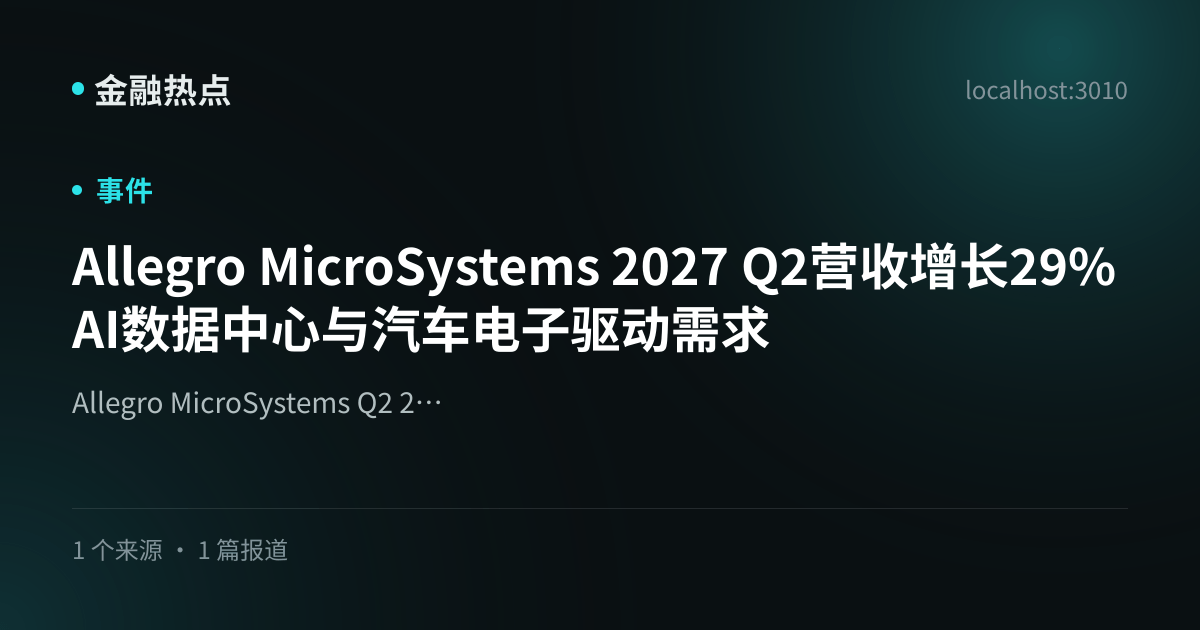 金融热点
localhost:3010
事件
Allegro MicroSystems 2027 Q2营收增长29%
AI数据中心与汽车电子驱动需求
Allegro MicroSystems Q2 2…
1 个来源 · 1 篇报道